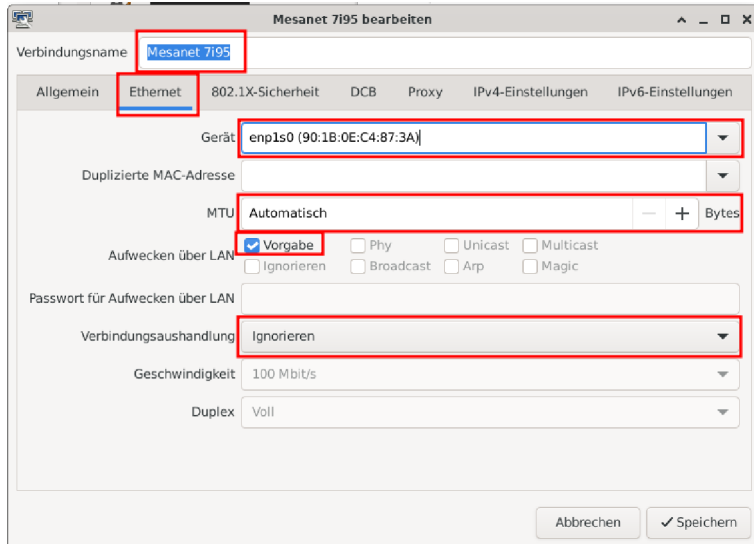 Mesanet 7i95 bearbeiten
Verbindungsname Mesanet 7i95
Allgemein Ethernet 802.1X-Sicherheit DCB Proxy IPv4-Einstellungen IPv6-Einstellungen
Gerät enp1s0 (90:1B:0E:C4:87:3A)
Duplizierte MAC-Adresse
MTU Automatisch Bytes
Aufwecken über LAN
Vorgabe Phy Unicast Multicast
Ignorieren Broadcast Arp Magic
Passwort für Aufwecken über LAN
Verbindungsaushandlung Ignorieren
Geschwindigkeit 100 Mbit/s
Duplex Voll
Abbrechen Speichern